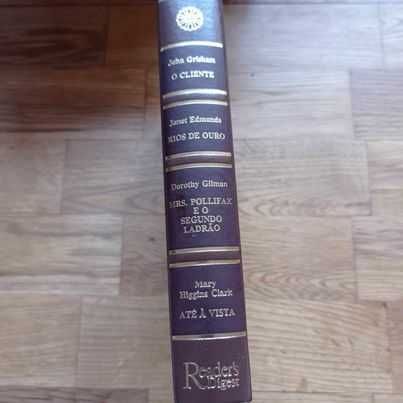 John Grisham
O CLIENTE
Janet Edmonds
RIOS DE OURO
Dorothy Gilman
MRS. POLLIFAX
E O
SEGUNDO
LADRÃO
Mary
Higgins Clark
ATÉ À VISTA
Reader's
Digest